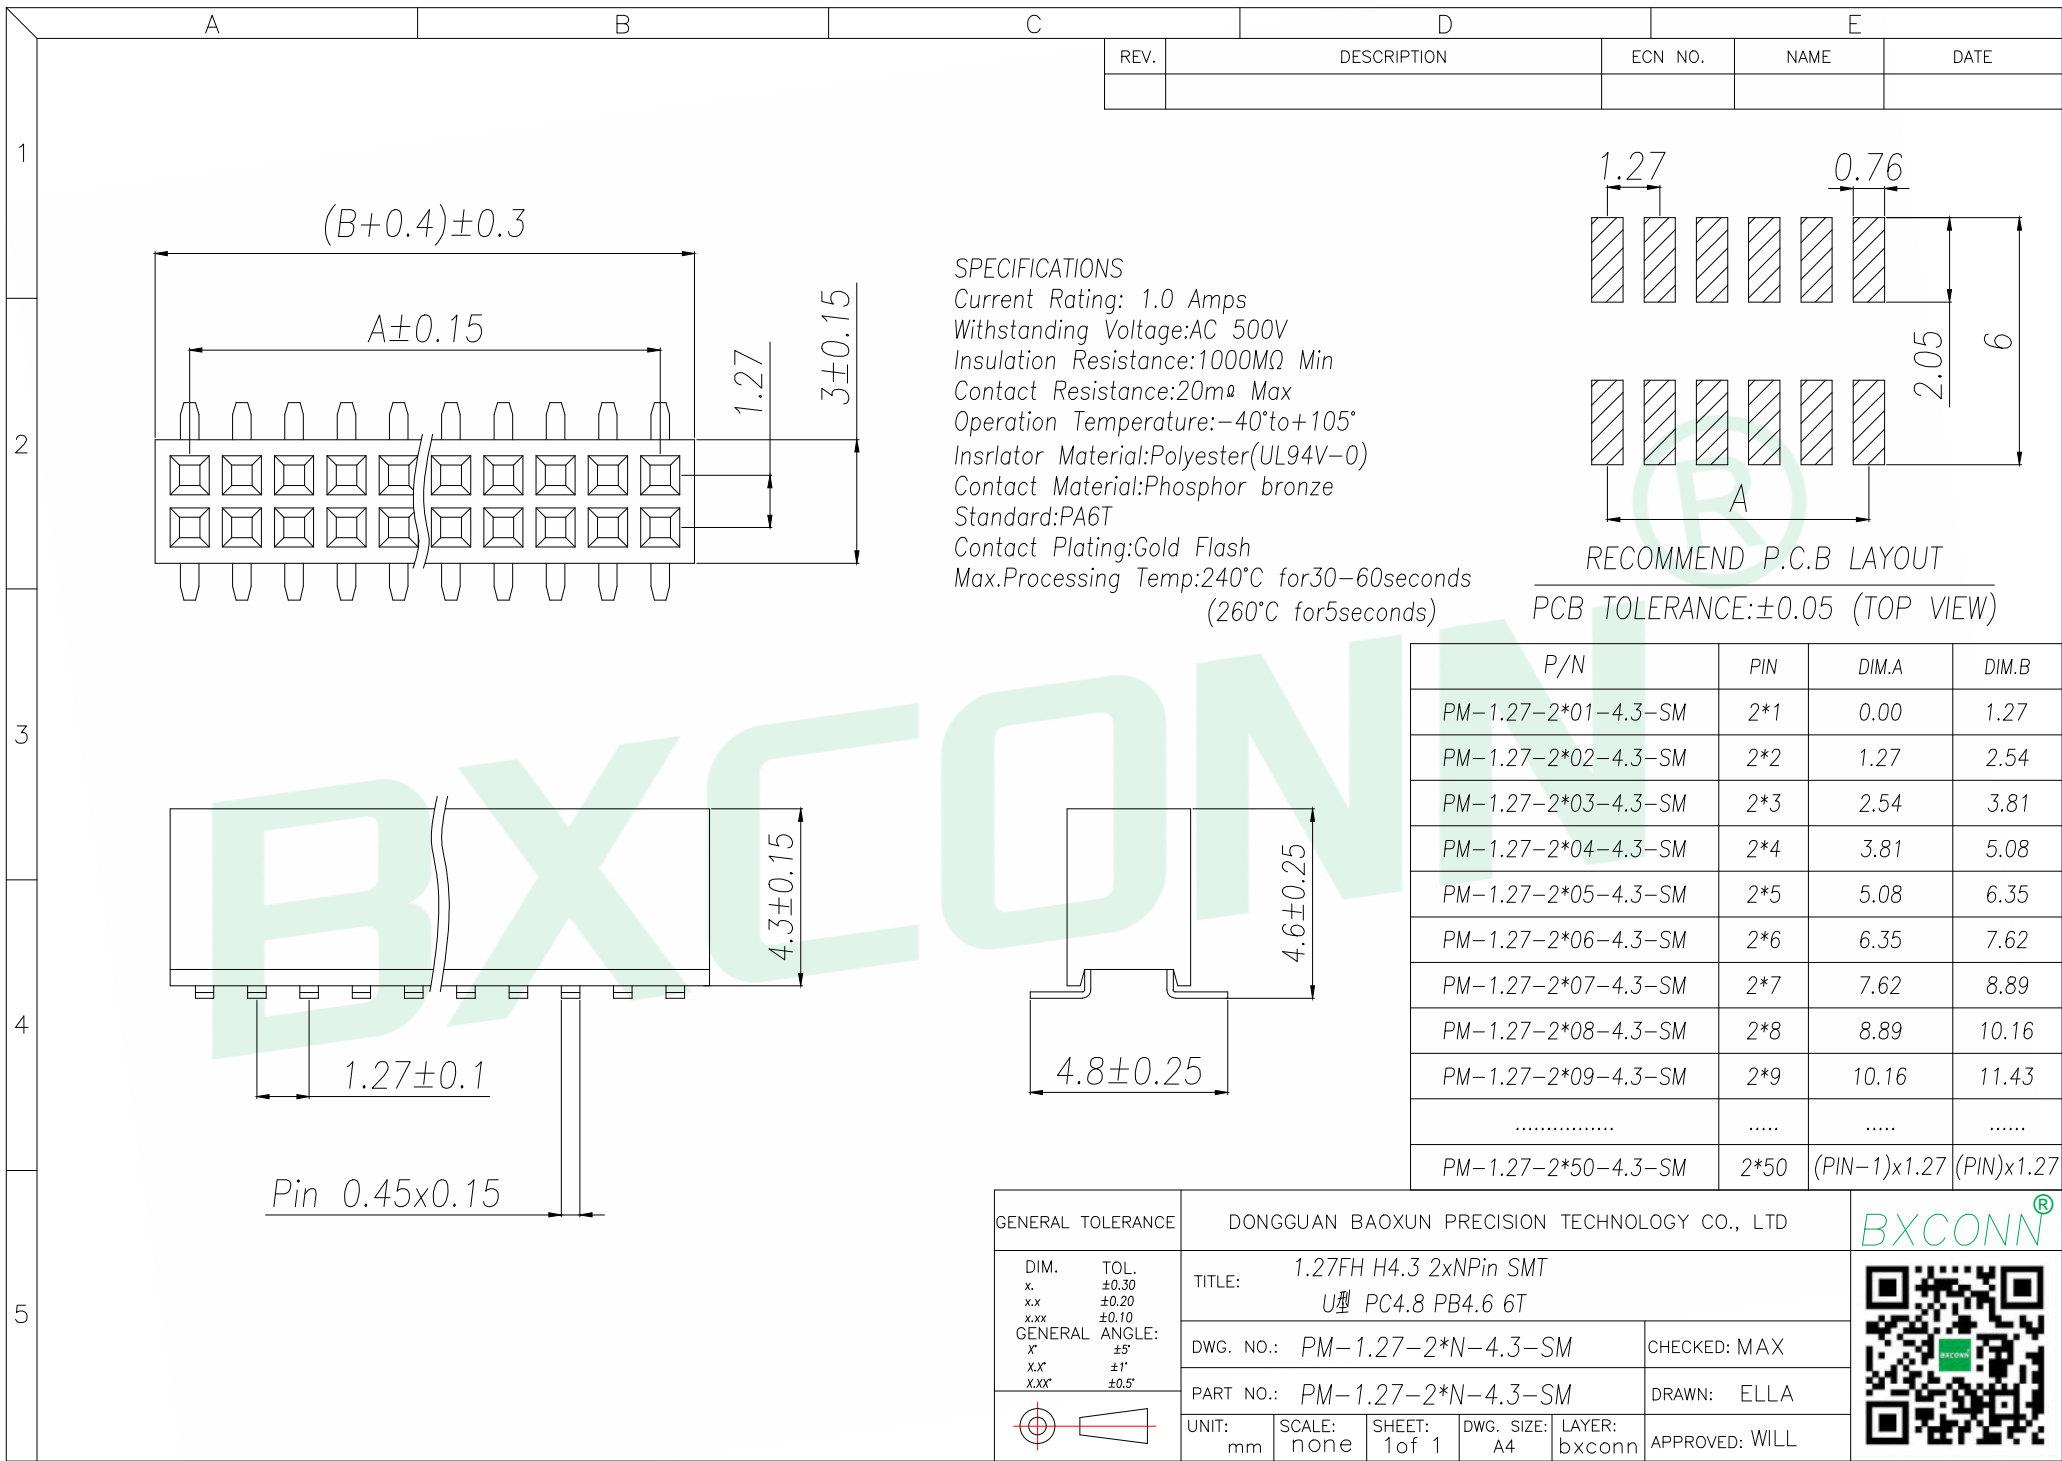 A B C D E
REV. DESCRIPTION ECN NO. NAME DATE
1
2
3
4
5
(B+0.4)±0.3
A±0.15
1.27
3±0.15
SPECIFICATIONS
Current Rating: 1.0 Amps
Withstanding Voltage:AC 500V
Insulation Resistance:1000MΩ Min
Contact Resistance:20mΩ Max
Operation Temperature:-40°to+105°
Insrlator Material:Polyester(UL94V-0)
Contact Material:Phosphor bronze
Standard:PA6T
Contact Plating:Gold Flash
Max.Processing Temp:240°C for30-60seconds
(260°C for5seconds)
1.27 0.76
2.05
6
A
RECOMMEND P.C.B LAYOUT
PCB TOLERANCE:±0.05 (TOP VIEW)
BXCONN®
4.3±0.15
1.27±0.1
Pin 0.45x0.15
4.6±0.25
4.8±0.25
P/N PIN DIM.A DIM.B
PM-1.27-2*01-4.3-SM 2*1 0.00 1.27
PM-1.27-2*02-4.3-SM 2*2 1.27 2.54
PM-1.27-2*03-4.3-SM 2*3 2.54 3.81
PM-1.27-2*04-4.3-SM 2*4 3.81 5.08
PM-1.27-2*05-4.3-SM 2*5 5.08 6.35
PM-1.27-2*06-4.3-SM 2*6 6.35 7.62
PM-1.27-2*07-4.3-SM 2*7 7.62 8.89
PM-1.27-2*08-4.3-SM 2*8 8.89 10.16
PM-1.27-2*09-4.3-SM 2*9 10.16 11.43
................ ..... ..... ......
PM-1.27-2*50-4.3-SM 2*50 (PIN-1)x1.27 (PIN)x1.27
GENERAL TOLERANCE
DIM. TOL.
x. ±0.30
x.x ±0.20
x.xx ±0.10
GENERAL ANGLE:
X° ±5°
X.X° ±1°
X.XX° ±0.5°
DONGGUAN BAOXUN PRECISION TECHNOLOGY CO., LTD
TITLE: 1.27FH H4.3 2xNPin SMT
U型 PC4.8 PB4.6 6T
DWG. NO.: PM-1.27-2*N-4.3-SM CHECKED: MAX
PART NO.: PM-1.27-2*N-4.3-SM DRAWN: ELLA
UNIT: mm SCALE: none SHEET: 1of 1 DWG. SIZE: A4 LAYER: bxconn APPROVED: WILL
BXCONN®
BXCONN